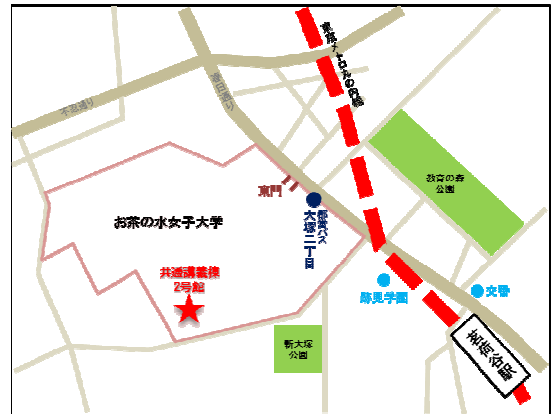 東京メトロ丸の内線
春日通り
不忍通り
教育の森
公園
東門
お茶の水女子大学
都営バス
大塚二丁目
共通講義棟
2号館
跡見学園
交番
新大塚
公園
茗荷谷駅